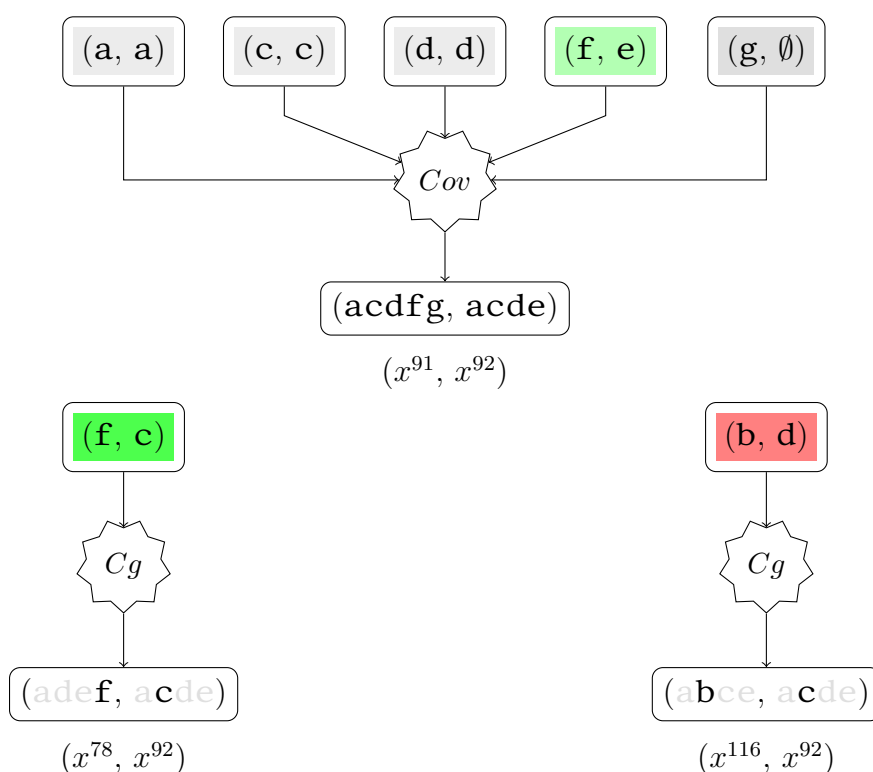 (a, a) (c, c) (d, d) (f, e) (g, ∅)
Cov
(acdfg, acde)
(x^91, x^92)
(f, c) (b, d)
Cg Cg
(adef, acde) (abce, acde)
(x^78, x^92) (x^116, x^92)